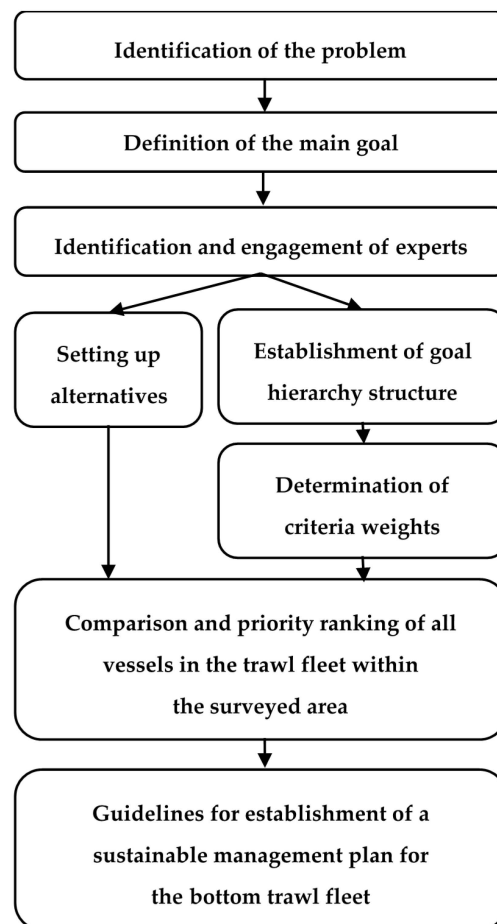 Identification of the problem
Definition of the main goal
Identification and engagement of experts
Setting up
alternatives
Establishment of goal
hierarchy structure
Determination of
criteria weights
Comparison and priority ranking of all
vessels in the trawl fleet within
the surveyed area
Guidelines for establishment of a
sustainable management plan for
the bottom trawl fleet